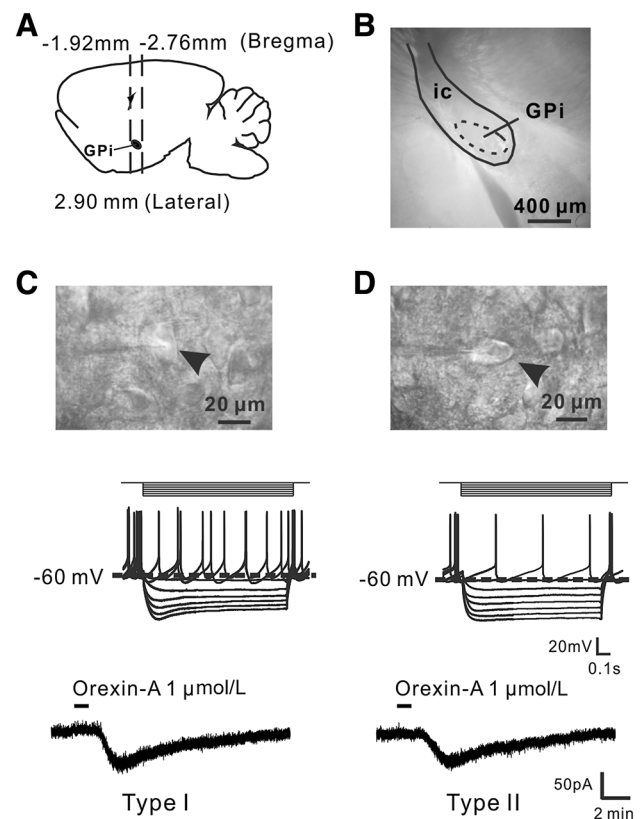 A
-1.92mm -2.76mm (Bregma)
GPi
2.90 mm (Lateral)
B
ic
GPi
400 µm
C
20 µm
D
20 µm
-60 mV
-60 mV
20mV
0.1s
Orexin-A 1 µmol/L
Orexin-A 1 µmol/L
50pA
2 min
Type I
Type II